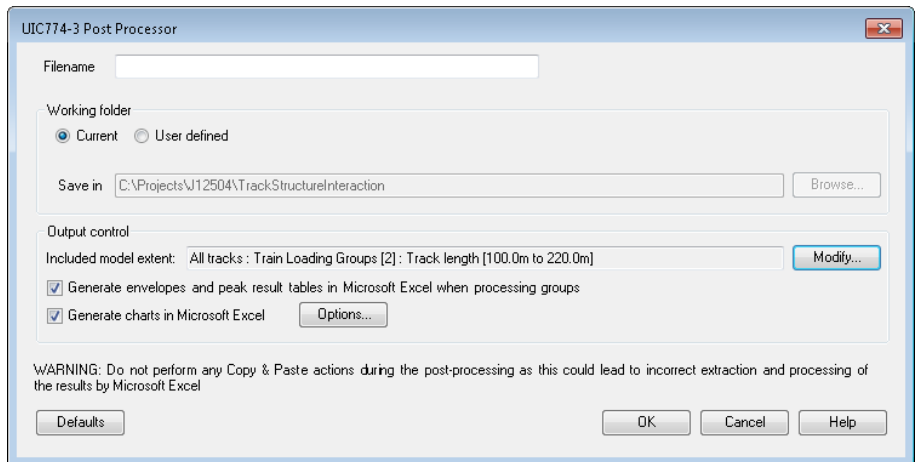 UIC774-3 Post Processor
Filename
Working folder
Current User defined
Save in C:\Projects\J12504\TrackStructureInteraction Browse...
Output control
Included model extent: All tracks : Train Loading Groups [2] : Track length [100.0m to 220.0m] Modify...
Generate envelopes and peak result tables in Microsoft Excel when processing groups
Generate charts in Microsoft Excel Options...
WARNING: Do not perform any Copy & Paste actions during the post-processing as this could lead to incorrect extraction and processing of
the results by Microsoft Excel
Defaults OK Cancel Help